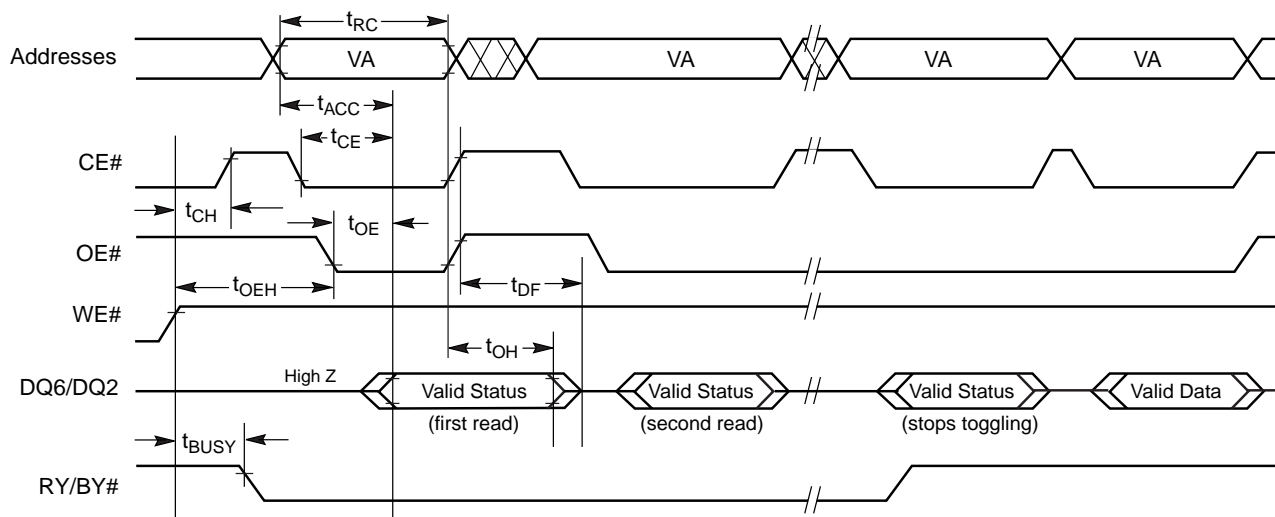 tRC
Addresses VA VA VA VA
tACC
tCE
CE#
tCH tOE
OE#
tOEH tDF
WE#
tOH
High Z
DQ6/DQ2 Valid Status Valid Status Valid Status Valid Data
(first read) (second read) (stops toggling)
tBUSY
RY/BY#